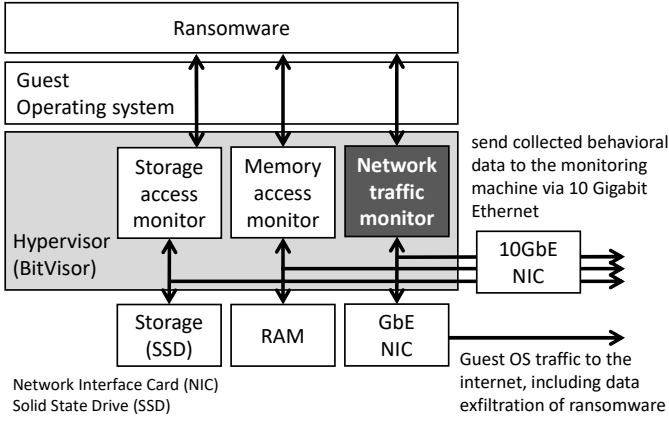 Ransomware
Guest
Operating system
Storage
access
monitor
Memory
access
monitor
Network
traffic
monitor
send collected behavioral
data to the monitoring
machine via 10 Gigabit
Ethernet
Hypervisor
(BitVisor)
10GbE
NIC
Storage
(SSD)
RAM
GbE
NIC
Guest OS traffic to the
internet, including data
exfiltration of ransomware
Network Interface Card (NIC)
Solid State Drive (SSD)